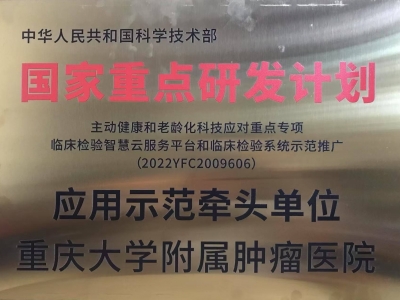 中华人民共和国科学技术部
国家重点研发计划
主动健康和老龄化科技应对重点专项
临床检验智慧云服务平台和临床检验系统示范推广
（2022YFC2009606）
应用示范牵头单位
重庆大学附属肿瘤医院